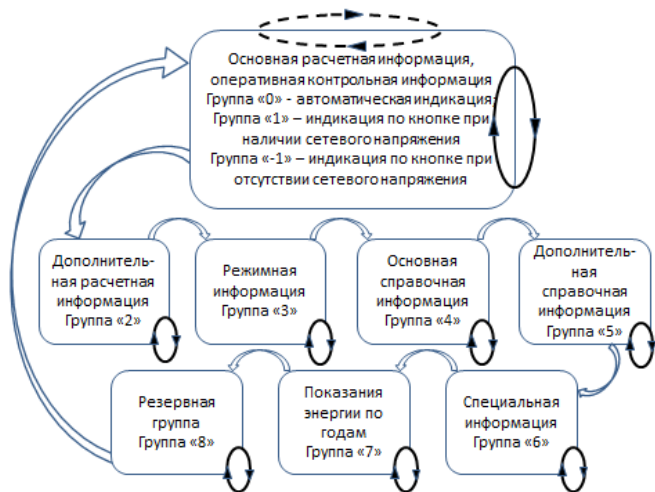 Основная расчетная информация,
оперативная контрольная информация
Группа «0» - автоматическая индикация
Группа «1» – индикация по кнопке при
наличии сетевого напряжения
Группа «-1» – индикация по кнопке при
отсутствии сетевого напряжения
Дополнитель-
ная расчетная
информация
Группа «2»
Режимная
информация
Группа «3»
Основная
справочная
информация
Группа «4»
Дополнитель-
ная
справочная
информация
Группа «5»
Резервная
группа
Группа «8»
Показания
энергии по
годам
Группа «7»
Специальная
информация
Группа «6»